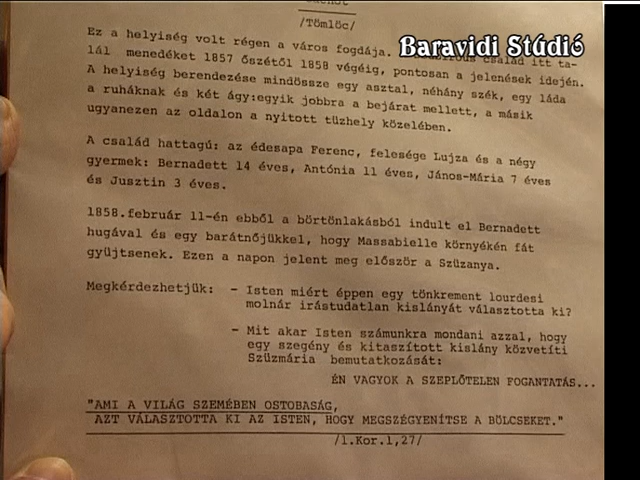 /Tömlöc/
Baravidi Stúdió
Ez a helyiség volt régen a város fogdája. család itt ta-
lál menedéket 1857 őszétől 1858 végéig, pontosan a jelenések idején.
A helyiség berendezése mindössze egy asztal, néhány szék, egy láda
a ruháknak és két ágy:egyik jobbra a bejárat mellett, a másik
ugyanezen az oldalon a nyitott tüzhely közelében.
A család hattagú: az édesapa Ferenc, felesége Lujza és a négy
gyermek: Bernadett 14 éves, Antónia 11 éves, János-Mária 7 éves
és Jusztin 3 éves.
1858.február 11-én ebből a börtönlakásból indult el Bernadett
hugával és egy barátnőjükkel, hogy Massabielle környékén fát
gyüjtsenek. Ezen a napon jelent meg először a Szüzanya.
Megkérdezhetjük: - Isten miért éppen egy tönkrement lourdesi
molnár irástudatlan kislányát választotta ki?
- Mit akar Isten számunkra mondani azzal, hogy
egy szegény és kitaszított kislány közvetíti
Szüzmária bemutatkozását:
ÉN VAGYOK A SZEPLŐTELEN FOGANTATÁS...
"AMI A VILÁG SZEMÉBEN OSTOBASÁG,
AZT VÁLASZTOTTA KI AZ ISTEN, HOGY MEGSZÉGYENÍTSE A BÖLCSEKET."
/1.Kor.1,27/